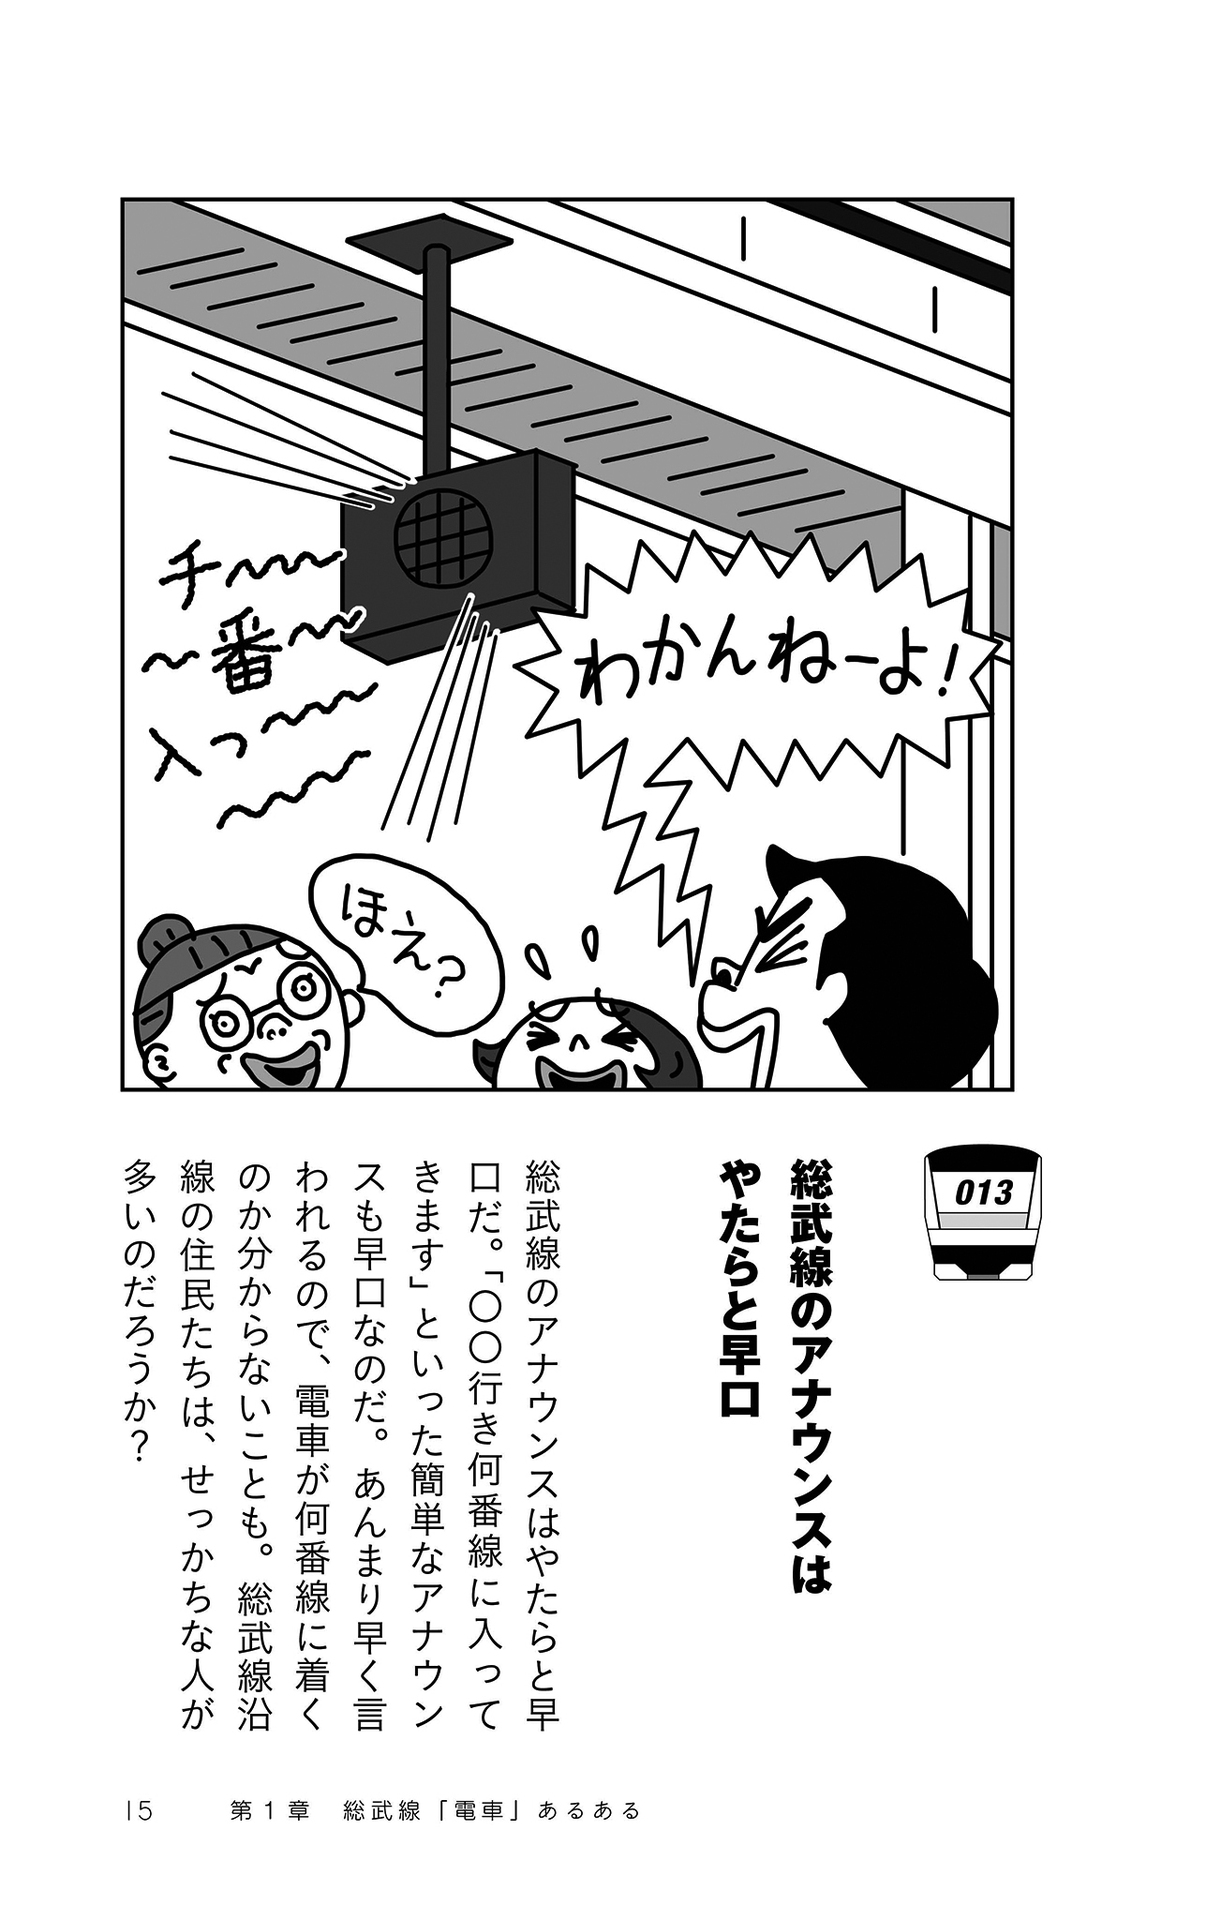 チ〜〜〜
〜番〜〜
入っ〜〜〜
〜〜〜
わかんねーよ!
ほえ?
013
総武線のアナウンスは
やたらと早口
総武線のアナウンスはやたらと早
口だ。「○○行き何番線に入って
きます」といった簡単なアナウン
スも早口なのだ。あんまり早く言
われるので、電車が何番線に着く
のか分からないことも。総武線沿
線の住民たちは、せっかちな人が
多いのだろうか?
15 第1章 総武線「電車」あるある